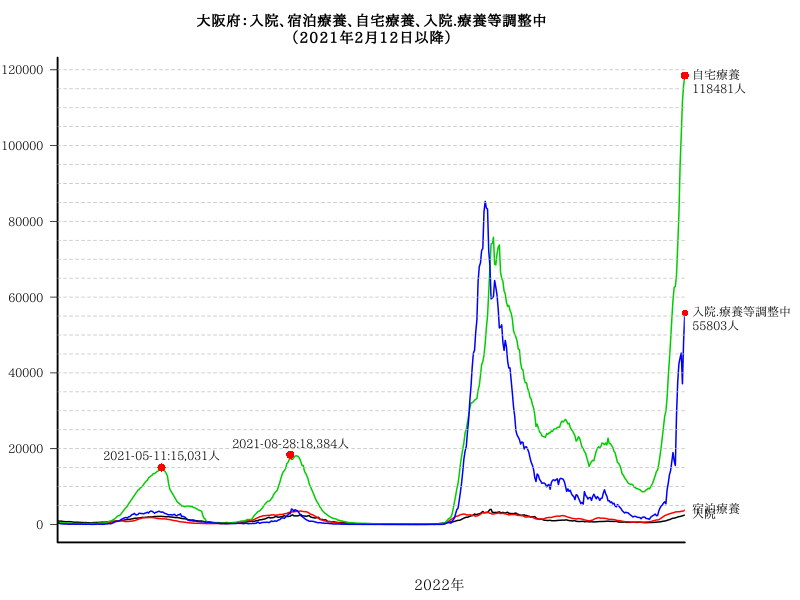 大阪府：入院、宿泊療養、自宅療養、入院.療養等調整中
（2021年2月12日以降）
120000
100000
80000
60000
40000
20000
0
自宅療養
118481人
入院.療養等調整中
55803人
2021-05-11:15,031人
2021-08-28:18,384人
宿泊療養
入院
2022年